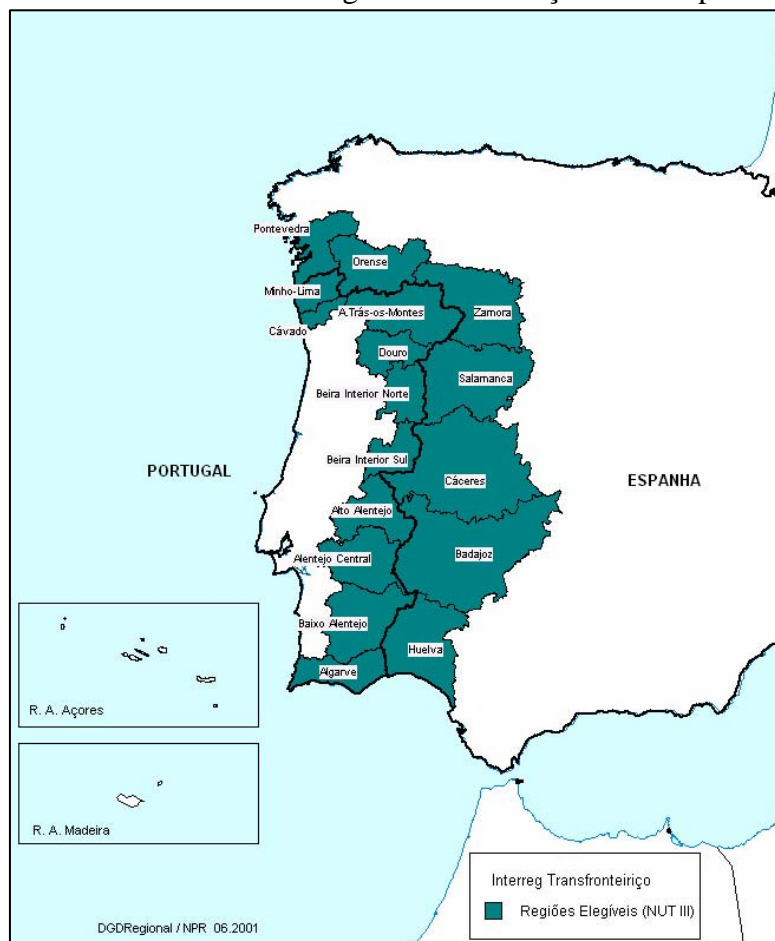 Pontevedra
Orense
Minho-Lima
A.Trás-os-Montes
Zamora
Cávado
Douro
Salamanca
Beira Interior Norte
Beira Interior Sul
PORTUGAL
Cáceres
ESPANHA
Alto Alentejo
Alentejo Central
Badajoz
Baixo Alentejo
Huelva
Algarve
R. A. Açores
R. A. Madeira
Interreg Transfronteiriço
Regiões Elegíveis (NUT III)
DGDRegional / NPR 06.2001